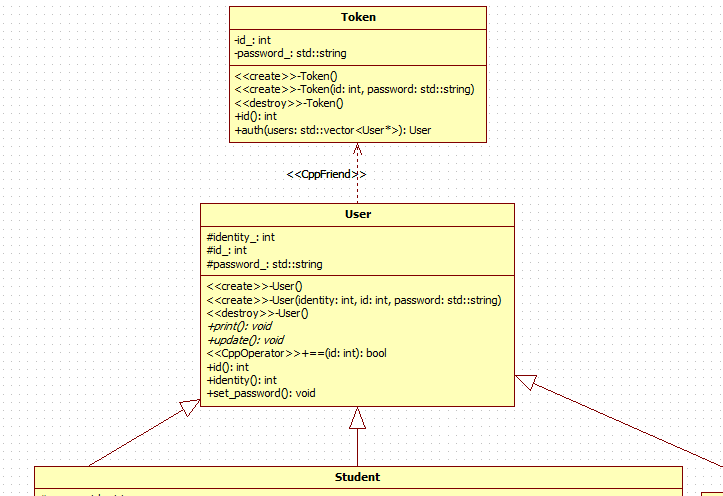 Token
-id_: int
-password_: std::string
<<create>>-Token()
<<create>>-Token(id: int, password: std::string)
<<destroy>>-Token()
+id(): int
+auth(users: std::vector<User*>): User
<<CppFriend>>
User
#identity_: int
#id_: int
#password_: std::string
<<create>>-User()
<<create>>-User(identity: int, id: int, password: std::string)
<<destroy>>-User()
+print(): void
+update(): void
<<CppOperator>>+==(id: int): bool
+id(): int
+identity(): int
+set_password(): void
Student